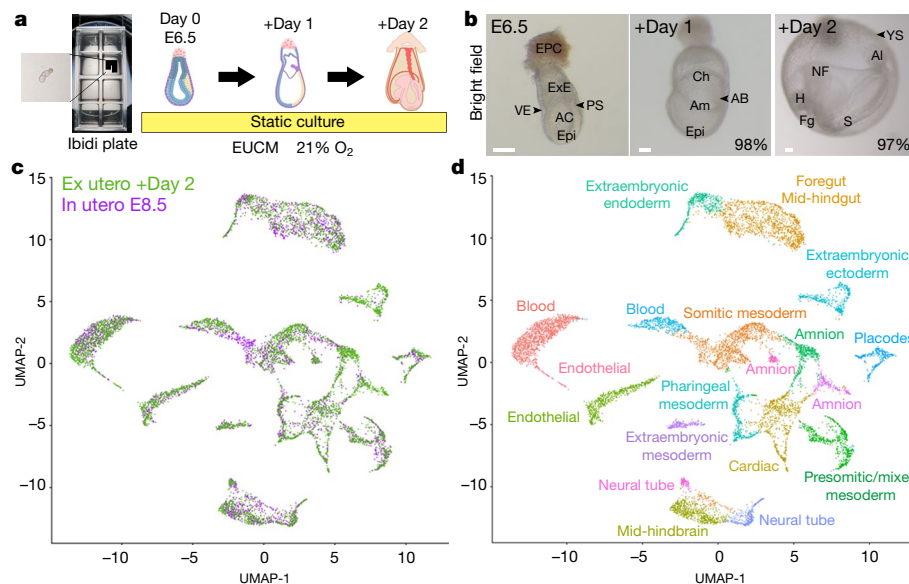 a
Day 0
E6.5
+Day 1
+Day 2
Static culture
Ibidi plate
EUCM 21% O2
b
Bright field
E6.5
EPC
ExE
VE
PS
AC
Epi
+Day 1
Ch
AB
Am
Epi
98%
+Day 2
YS
Al
NF
H
Fg
S
97%
c
Ex utero +Day 2
In utero E8.5
15
10
5
0
–5
–10
UMAP-2
–10
–5
0
5
10
UMAP-1
d
15
10
5
0
–5
–10
UMAP-2
Extraembryonic
endoderm
Foregut
Mid-hindgut
Extraembryonic
ectoderm
Blood
Blood
Somitic mesoderm
Amnion
Placodes
Endothelial
Amnion
Pharingeal
mesoderm
Amnion
Endothelial
Extraembryonic
mesoderm
Cardiac
Presomitic/mixed
mesoderm
Neural tube
Mid-hindbrain
Neural tube
–10
–5
0
5
10
UMAP-1